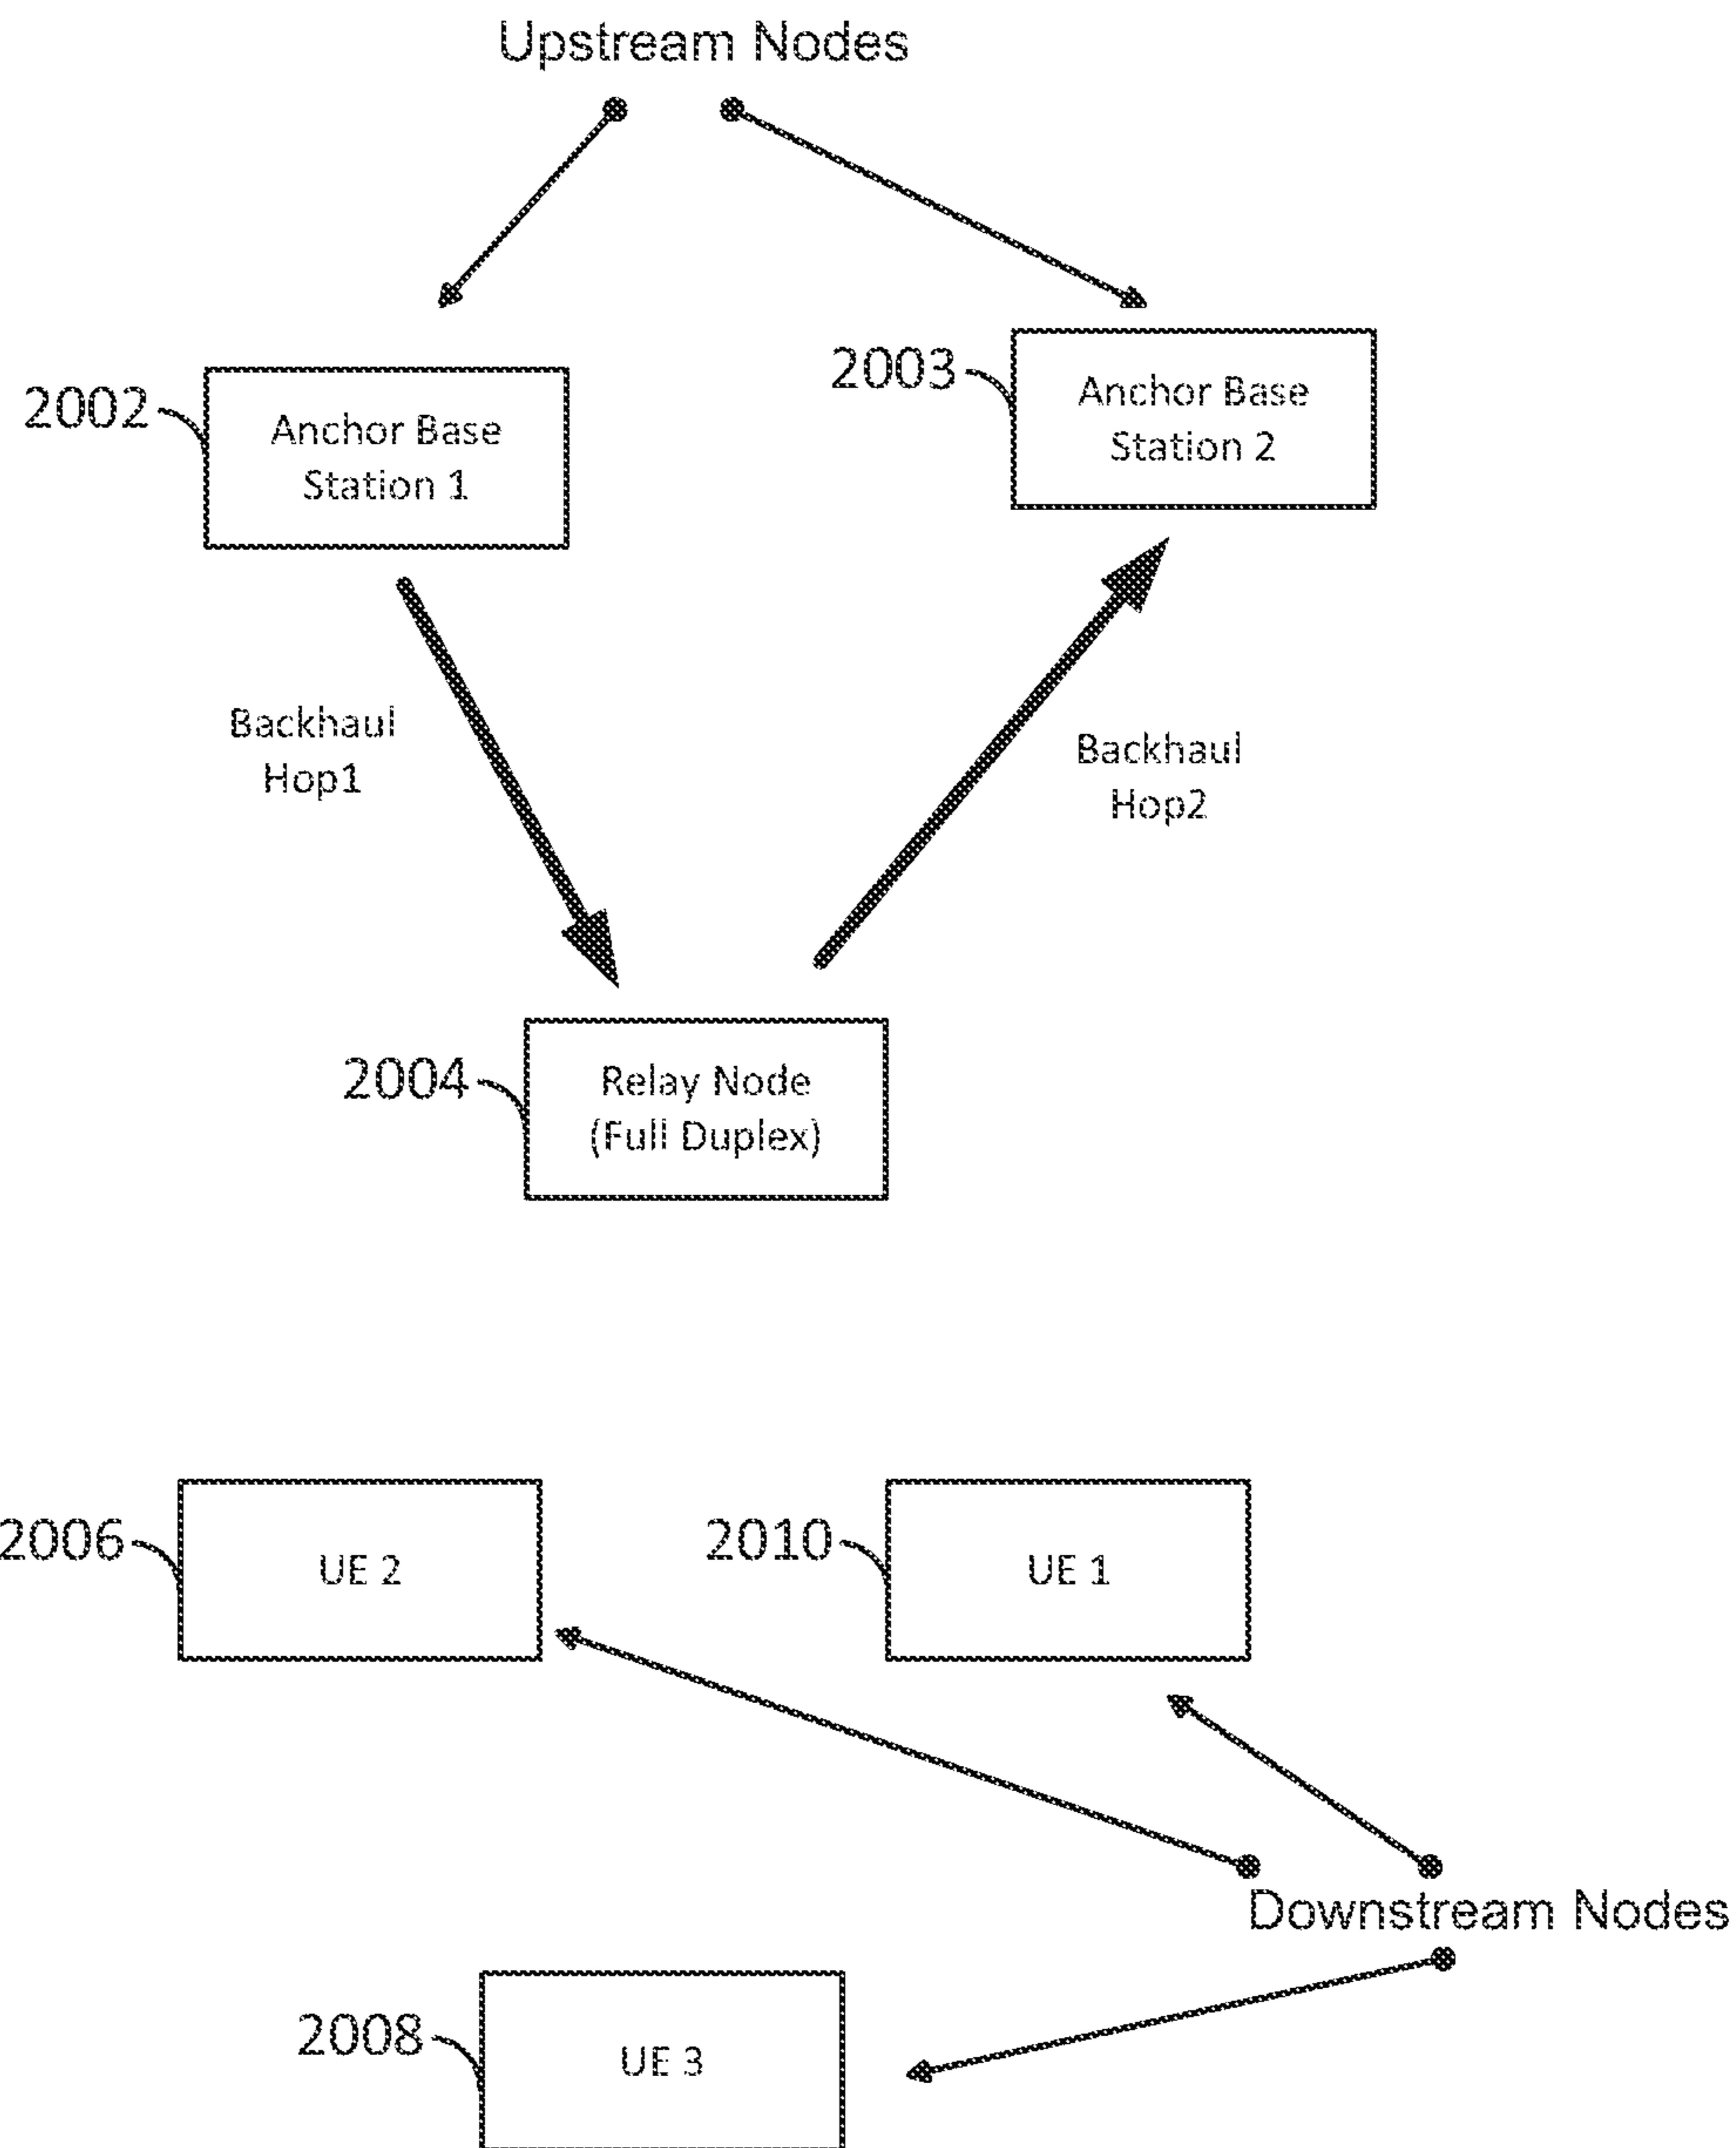 Upstream Nodes
2002
Anchor Base
Station 1
2003
Anchor Base
Station 2
Backhaul
Hop1
Backhaul
Hop2
2004
Relay Node
(Full Duplex)
2006
UE 2
2010
UE 1
Downstream Nodes
2008
UE 3